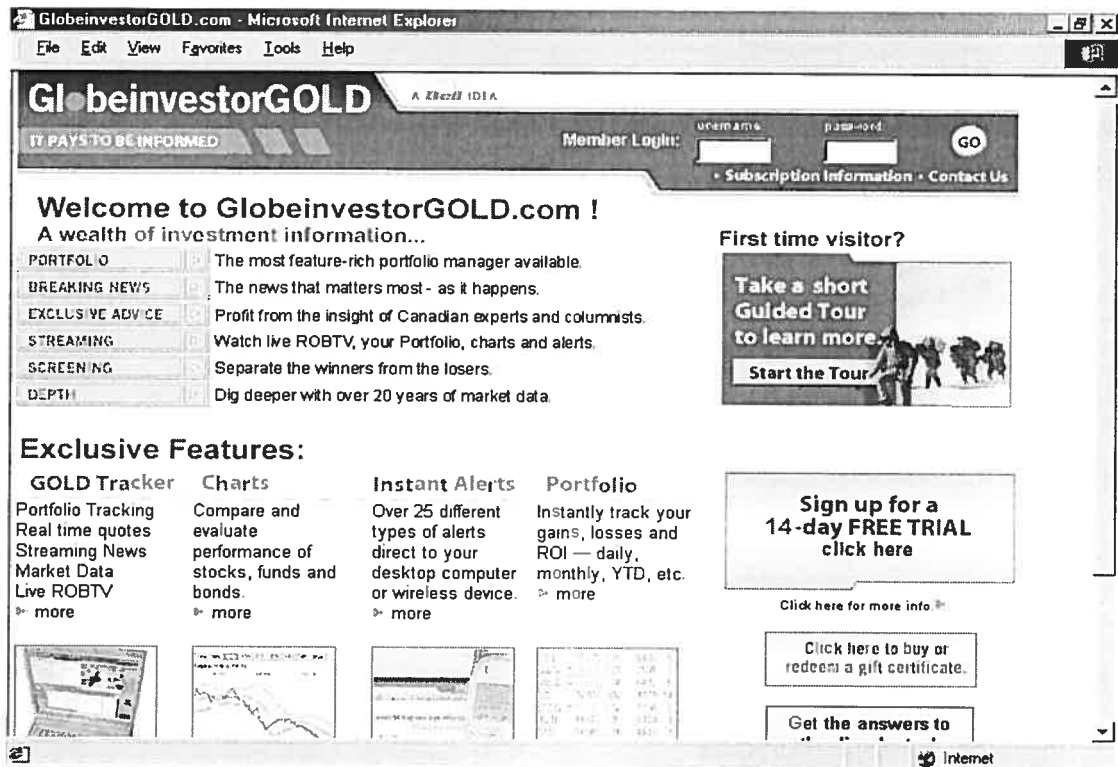 GlobeinvestorGOLD.com - Microsoft Internet Explorer
File Edit View Favorites Tools Help
GlobeinvestorGOLD
A Bell IDEA
IT PAYS TO BE INFORMED
Member Login:
username
password
GO
• Subscription Information • Contact Us
Welcome to GlobeinvestorGOLD.com !
A wealth of investment information...
PORTFOLIO The most feature-rich portfolio manager available.
BREAKING NEWS The news that matters most - as it happens.
EXCLUSIVE ADVICE Profit from the insight of Canadian experts and columnists.
STREAMING Watch live ROBTV, your Portfolio, charts and alerts.
SCREENING Separate the winners from the losers.
DEPTH Dig deeper with over 20 years of market data.
First time visitor?
Take a short
Guided Tour
to learn more.
Start the Tour
Exclusive Features:
GOLD Tracker
Portfolio Tracking
Real time quotes
Streaming News
Market Data
Live ROBTV
more
Charts
Compare and
evaluate
performance of
stocks, funds and
bonds.
more
Instant Alerts
Over 25 different
types of alerts
direct to your
desktop computer
or wireless device.
more
Portfolio
Instantly track your
gains, losses and
ROI — daily,
monthly, YTD, etc.
more
Sign up for a
14-day FREE TRIAL
click here
Click here for more info.
Click here to buy or
redeem a gift certificate.
Get the answers to
Internet